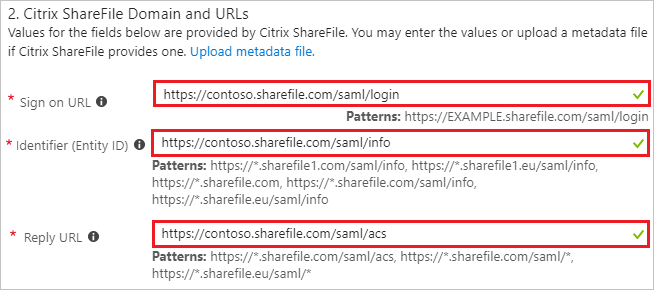 2. Citrix ShareFile Domain and URLs
Values for the fields below are provided by Citrix ShareFile. You may enter the values or upload a metadata file
if Citrix ShareFile provides one. Upload metadata file.
* Sign on URL https://contoso.sharefile.com/saml/login
Patterns: https://EXAMPLE.sharefile.com/saml/login
* Identifier (Entity ID) https://contoso.sharefile.com/saml/info
Patterns: https://*.sharefile1.com/saml/info, https://*.sharefile1.eu/saml/info,
https://*.sharefile.com, https://*.sharefile.com/saml/info,
https://*.sharefile.eu/saml/info
* Reply URL https://contoso.sharefile.com/saml/acs
Patterns: https://*.sharefile.com/saml/acs, https://*.sharefile.com/saml/*,
https://*.sharefile.eu/saml/*